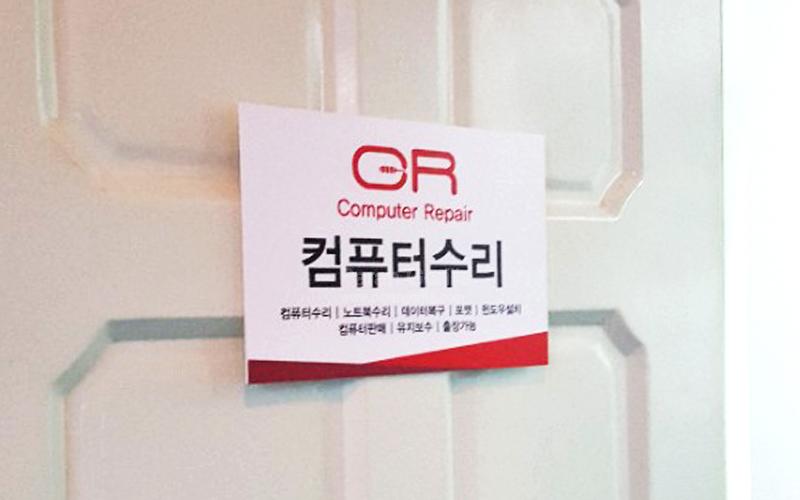 CR
Computer Repair
컴퓨터수리
컴퓨터수리 | 노트북수리 | 데이터복구 | 포맷 | 윈도우설치
컴퓨터판매 | 유지보수 | 출장가능